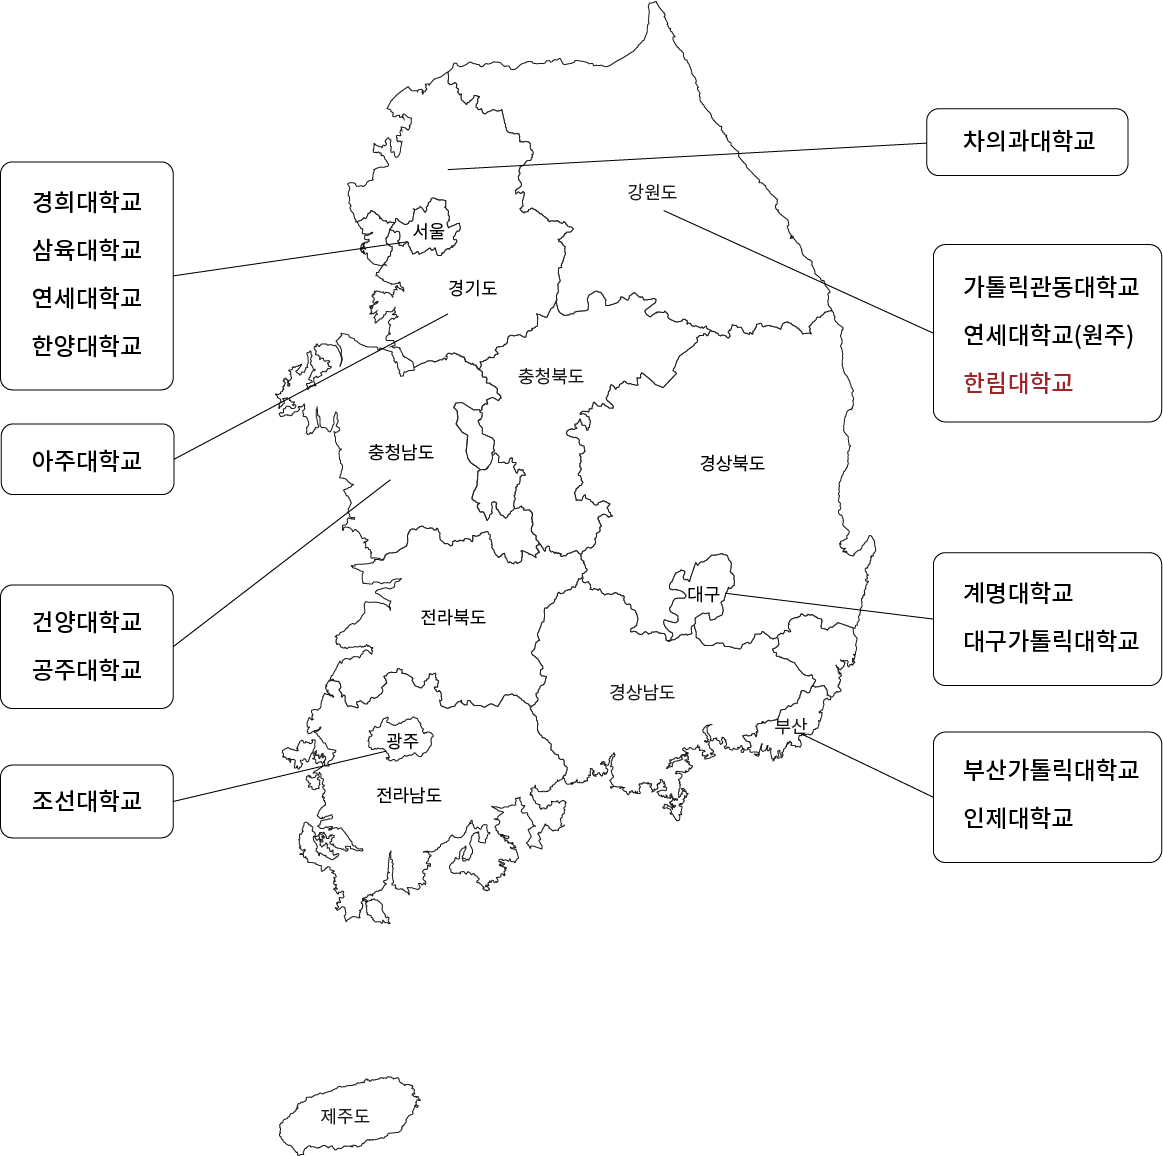 차의과대학교
강원도
경희대학교
삼육대학교
연세대학교
한양대학교
서울
경기도
가톨릭관동대학교
연세대학교(원주)
한림대학교
충청북도
아주대학교
충청남도
경상북도
건양대학교
공주대학교
대구
계명대학교
대구가톨릭대학교
전라북도
경상남도
부산
광주
부산가톨릭대학교
인제대학교
조선대학교
전라남도
제주도